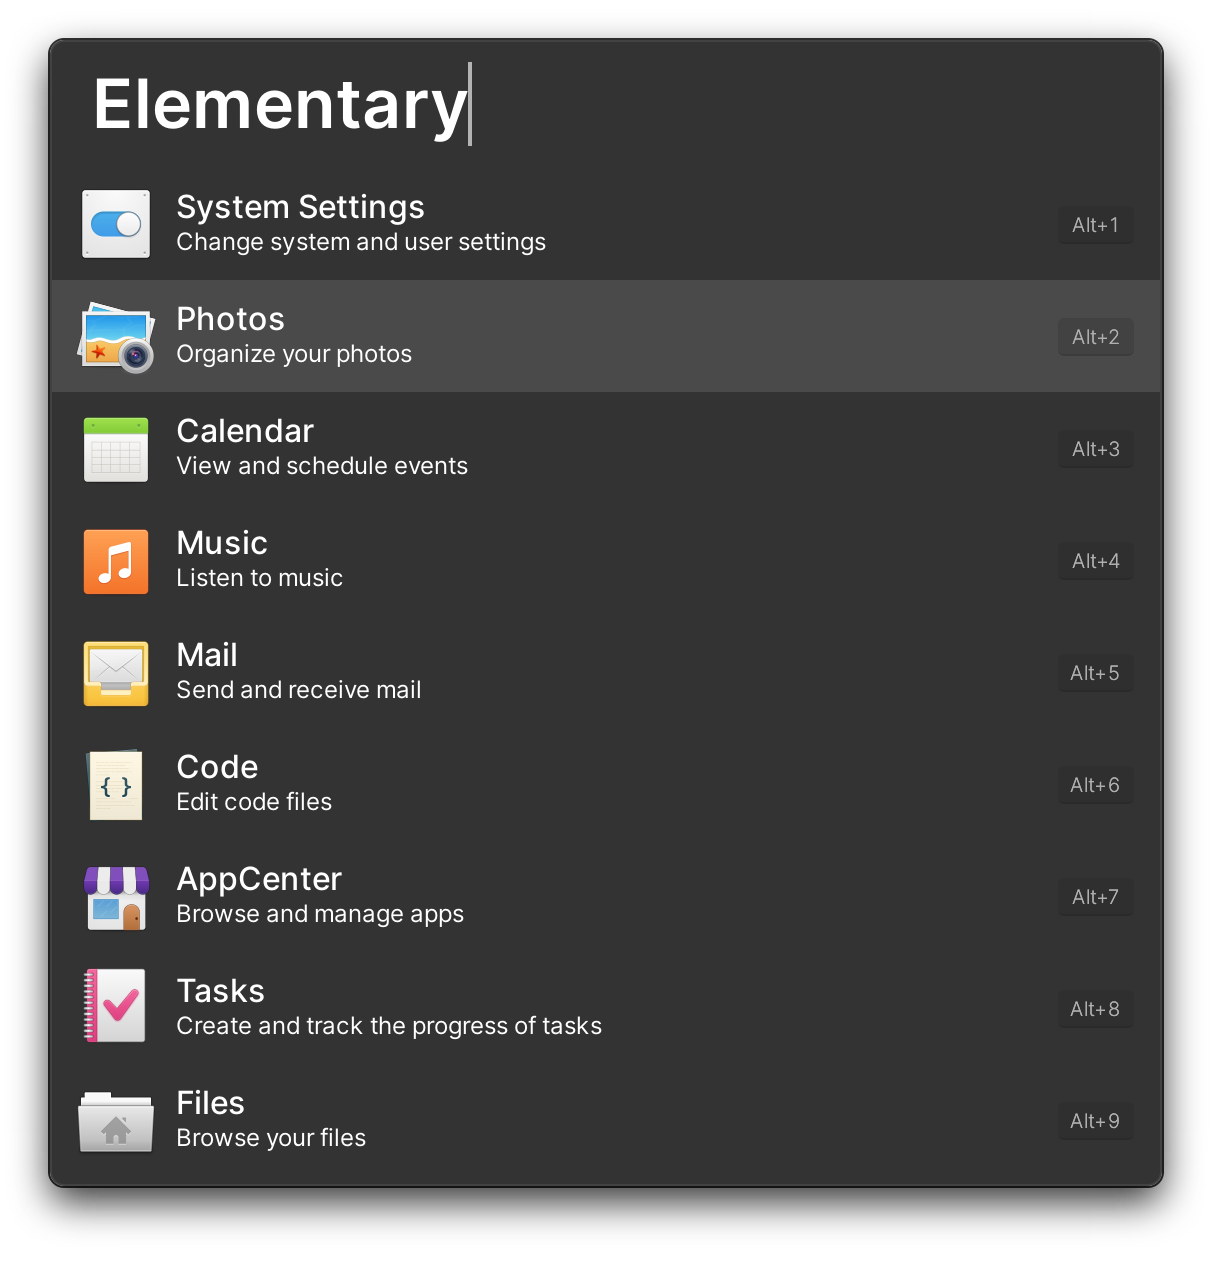 Elementary
System Settings
Change system and user settings
Alt+1
Photos
Organize your photos
Alt+2
Calendar
View and schedule events
Alt+3
Music
Listen to music
Alt+4
Mail
Send and receive mail
Alt+5
{ }
Code
Edit code files
Alt+6
AppCenter
Browse and manage apps
Alt+7
Tasks
Create and track the progress of tasks
Alt+8
Files
Browse your files
Alt+9